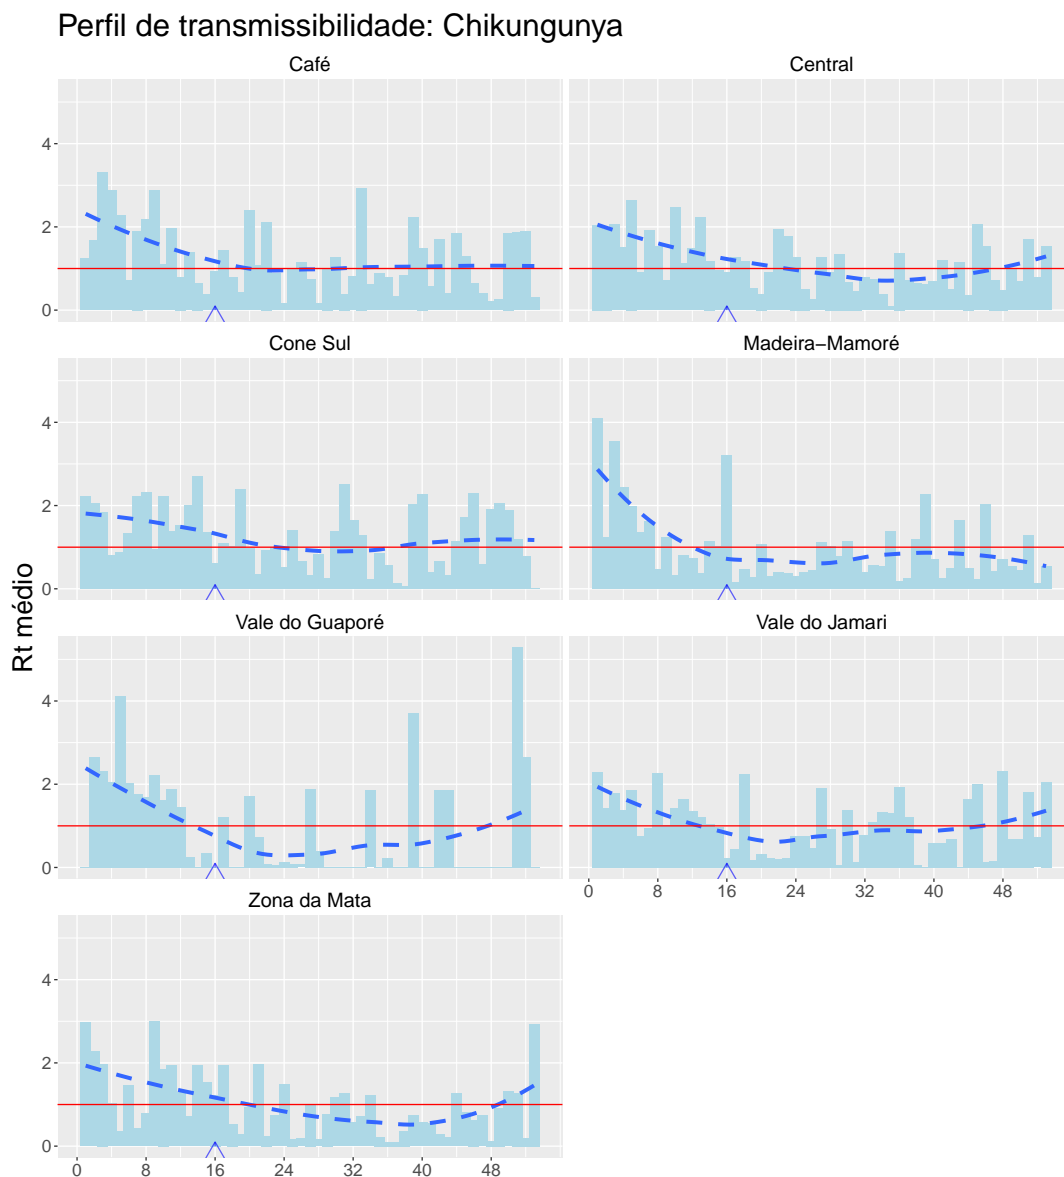 Perfil de transmissibilidade: Chikungunya
Café
Central
4
2
0
Cone Sul
Madeira−Mamoré
4
2
0
Rt médio
Vale do Guaporé
Vale do Jamari
4
2
0
0 8 16 24 32 40 48
Zona da Mata
4
2
0
0 8 16 24 32 40 48